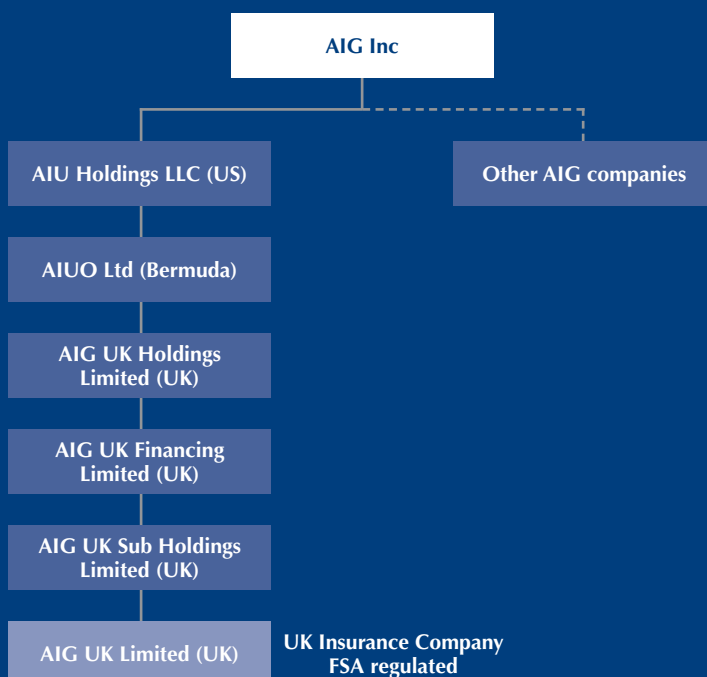 AIG Inc
AIU Holdings LLC (US)
Other AIG companies
AIUO Ltd (Bermuda)
AIG UK Holdings
Limited (UK)
AIG UK Financing
Limited (UK)
AIG UK Sub Holdings
Limited (UK)
AIG UK Limited (UK)
UK Insurance Company
FSA regulated